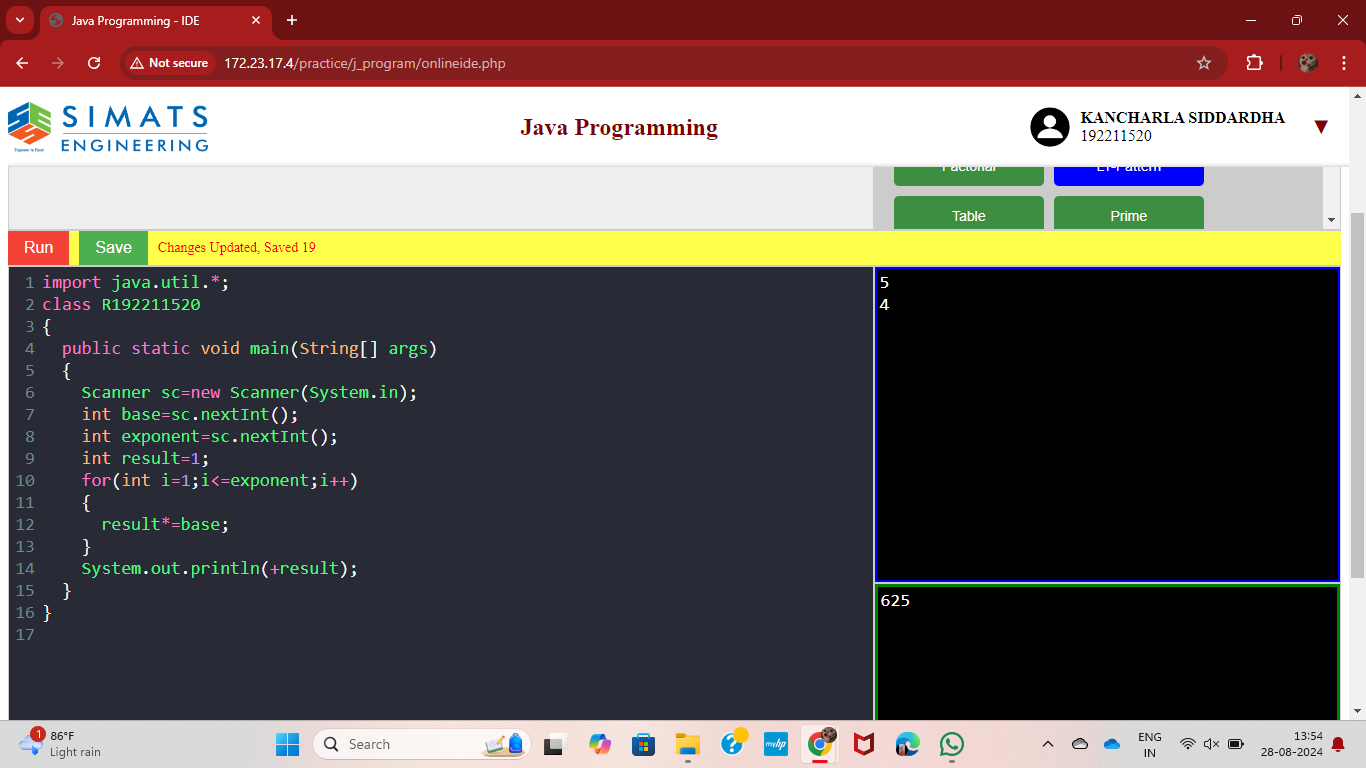 Java Programming - IDE
Not secure 172.23.17.4/practice/j_program/onlineide.php
SIMATS
ENGINEERING
Engineer to Excel
Java Programming
KANCHARLA SIDDARDHA
192211520
Factorial
Table Prime
Run Save Changes Updated, Saved 19
1 import java.util.*;
2 class R192211520
3 {
4 public static void main(String[] args)
5 {
6 Scanner sc=new Scanner(System.in);
7 int base=sc.nextInt();
8 int exponent=sc.nextInt();
9 int result=1;
10 for(int i=1;i<=exponent;i++)
11 {
12 result*=base;
13 }
14 System.out.println(+result);
15 }
16 }
17
5
4
625
1
86°F
Light rain
Search
myhp
ENG
IN
13:54
28-08-2024